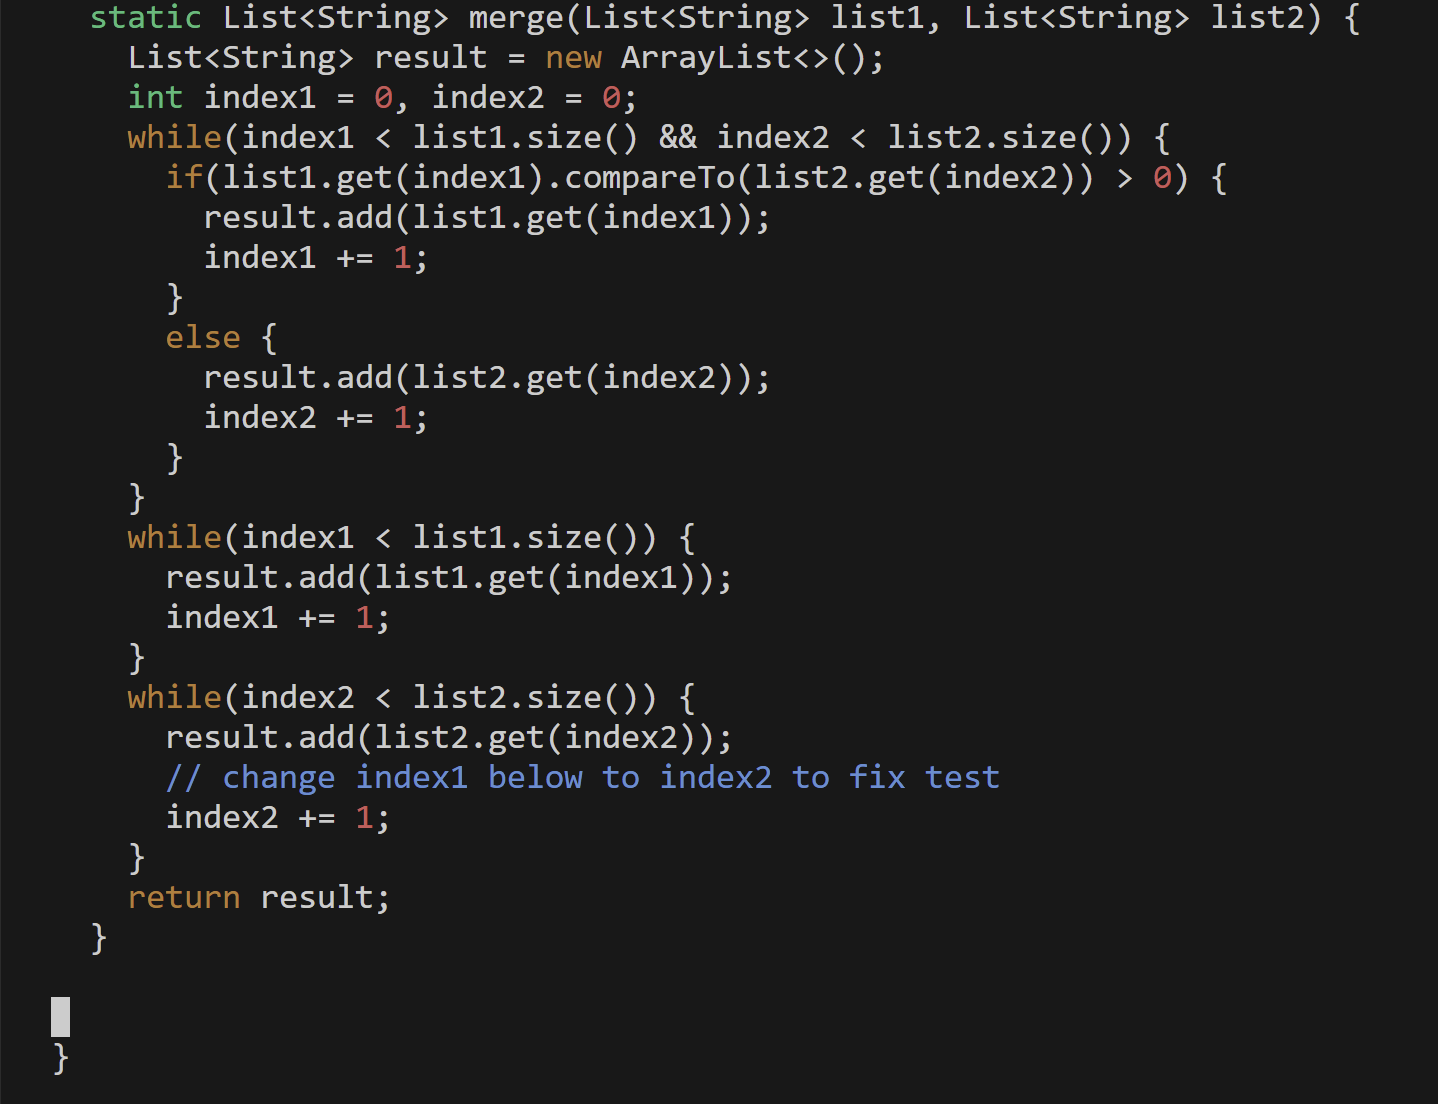 static List<String> merge(List<String> list1, List<String> list2) {
List<String> result = new ArrayList<>();
int index1 = 0, index2 = 0;
while(index1 < list1.size() && index2 < list2.size()) {
if(list1.get(index1).compareTo(list2.get(index2)) > 0) {
result.add(list1.get(index1));
index1 += 1;
}
else {
result.add(list2.get(index2));
index2 += 1;
}
}
while(index1 < list1.size()) {
result.add(list1.get(index1));
index1 += 1;
}
while(index2 < list2.size()) {
result.add(list2.get(index2));
// change index1 below to index2 to fix test
index2 += 1;
}
return result;
}
}